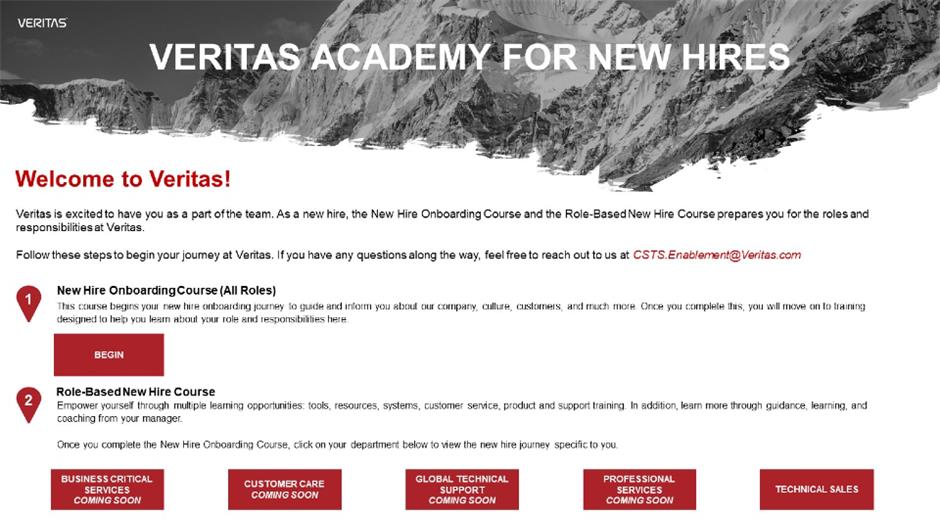 VERITAS
VERITAS ACADEMY FOR NEW HIRES
Welcome to Veritas!
Veritas is excited to have you as a part of the team. As a new hire, the New Hire Onboarding Course and the Role-Based New Hire Course prepares you for the roles and
responsibilities at Veritas.
Follow these steps to begin your journey at Veritas. If you have any questions along the way, feel free to reach out to us at CSTS.Enablement@Veritas.com
1
New Hire Onboarding Course (All Roles)
This course begins your new hire onboarding journey to guide and inform you about our company, culture, customers, and much more. Once you complete this, you will move on to training
designed to help you learn about your role and responsibilities here.
BEGIN
2
Role-Based New Hire Course
Empower yourself through multiple learning opportunities: tools, resources, systems, customer service, product and support training. In addition, learn more through guidance, learning, and
coaching from your manager.
Once you complete the New Hire Onboarding Course, click on your department below to view the new hire journey specific to you.
BUSINESS CRITICAL
SERVICES
COMING SOON
CUSTOMER CARE
COMING SOON
GLOBAL TECHNICAL
SUPPORT
COMING SOON
PROFESSIONAL
SERVICES
COMING SOON
TECHNICAL SALES